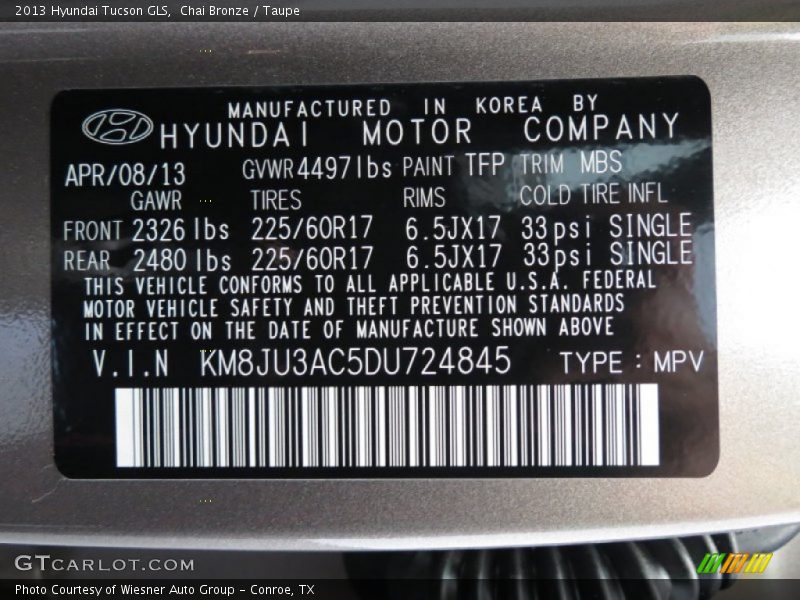 2013 Hyundai Tucson GLS,  Chai Bronze / Taupe
MANUFACTURED IN KOREA BY
HYUNDAI MOTOR COMPANY
APR/08/13 GVWR 4497lbs PAINT TFP TRIM MBS
GAWR TIRES RIMS COLD TIRE INFL
FRONT 2326 lbs 225/60R17 6.5JX17 33psi SINGLE
REAR 2480 lbs 225/60R17 6.5JX17 33psi SINGLE
THIS VEHICLE CONFORMS TO ALL APPLICABLE U.S.A. FEDERAL
MOTOR VEHICLE SAFETY AND THEFT PREVENTION STANDARDS
IN EFFECT ON THE DATE OF MANUFACTURE SHOWN ABOVE
V.I.N KM8JU3AC5DU724845 TYPE : MPV
GTCARLOT.COM
Photo Courtesy of Wiesner Auto Group - Conroe, TX